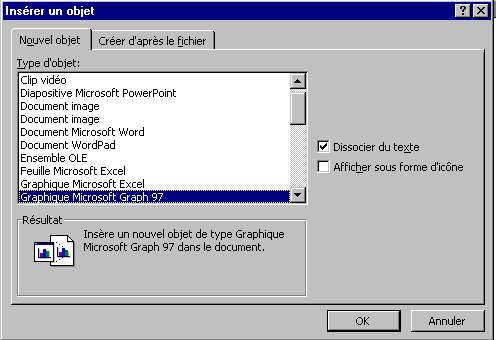 Insérer un objet
Nouvel objet
Créer d'après le fichier
Type d'objet:
Clip vidéo
Diapositive Microsoft PowerPoint
Document image
Document image
Document Microsoft Word
Document WordPad
Ensemble OLE
Feuille Microsoft Excel
Graphique Microsoft Excel
Graphique Microsoft Graph 97
Dissocier du texte
Afficher sous forme d'icône
Résultat
Insère un nouvel objet de type Graphique
Microsoft Graph 97 dans le document.
OK
Annuler